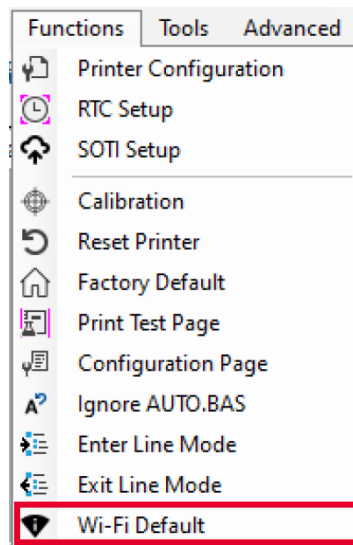 Functions Tools Advanced
Printer Configuration
RTC Setup
SOTI Setup
Calibration
Reset Printer
Factory Default
Print Test Page
Configuration Page
Ignore AUTO.BAS
Enter Line Mode
Exit Line Mode
Wi-Fi Default